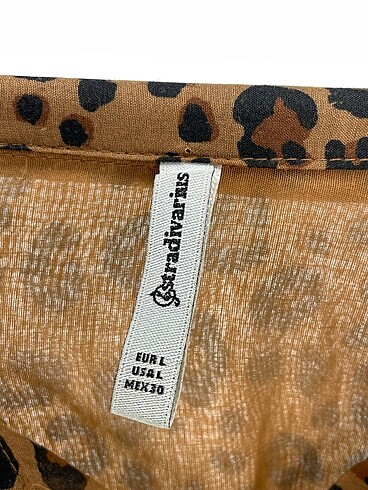 Stradivarius
EUR L
USA L
MEX 30